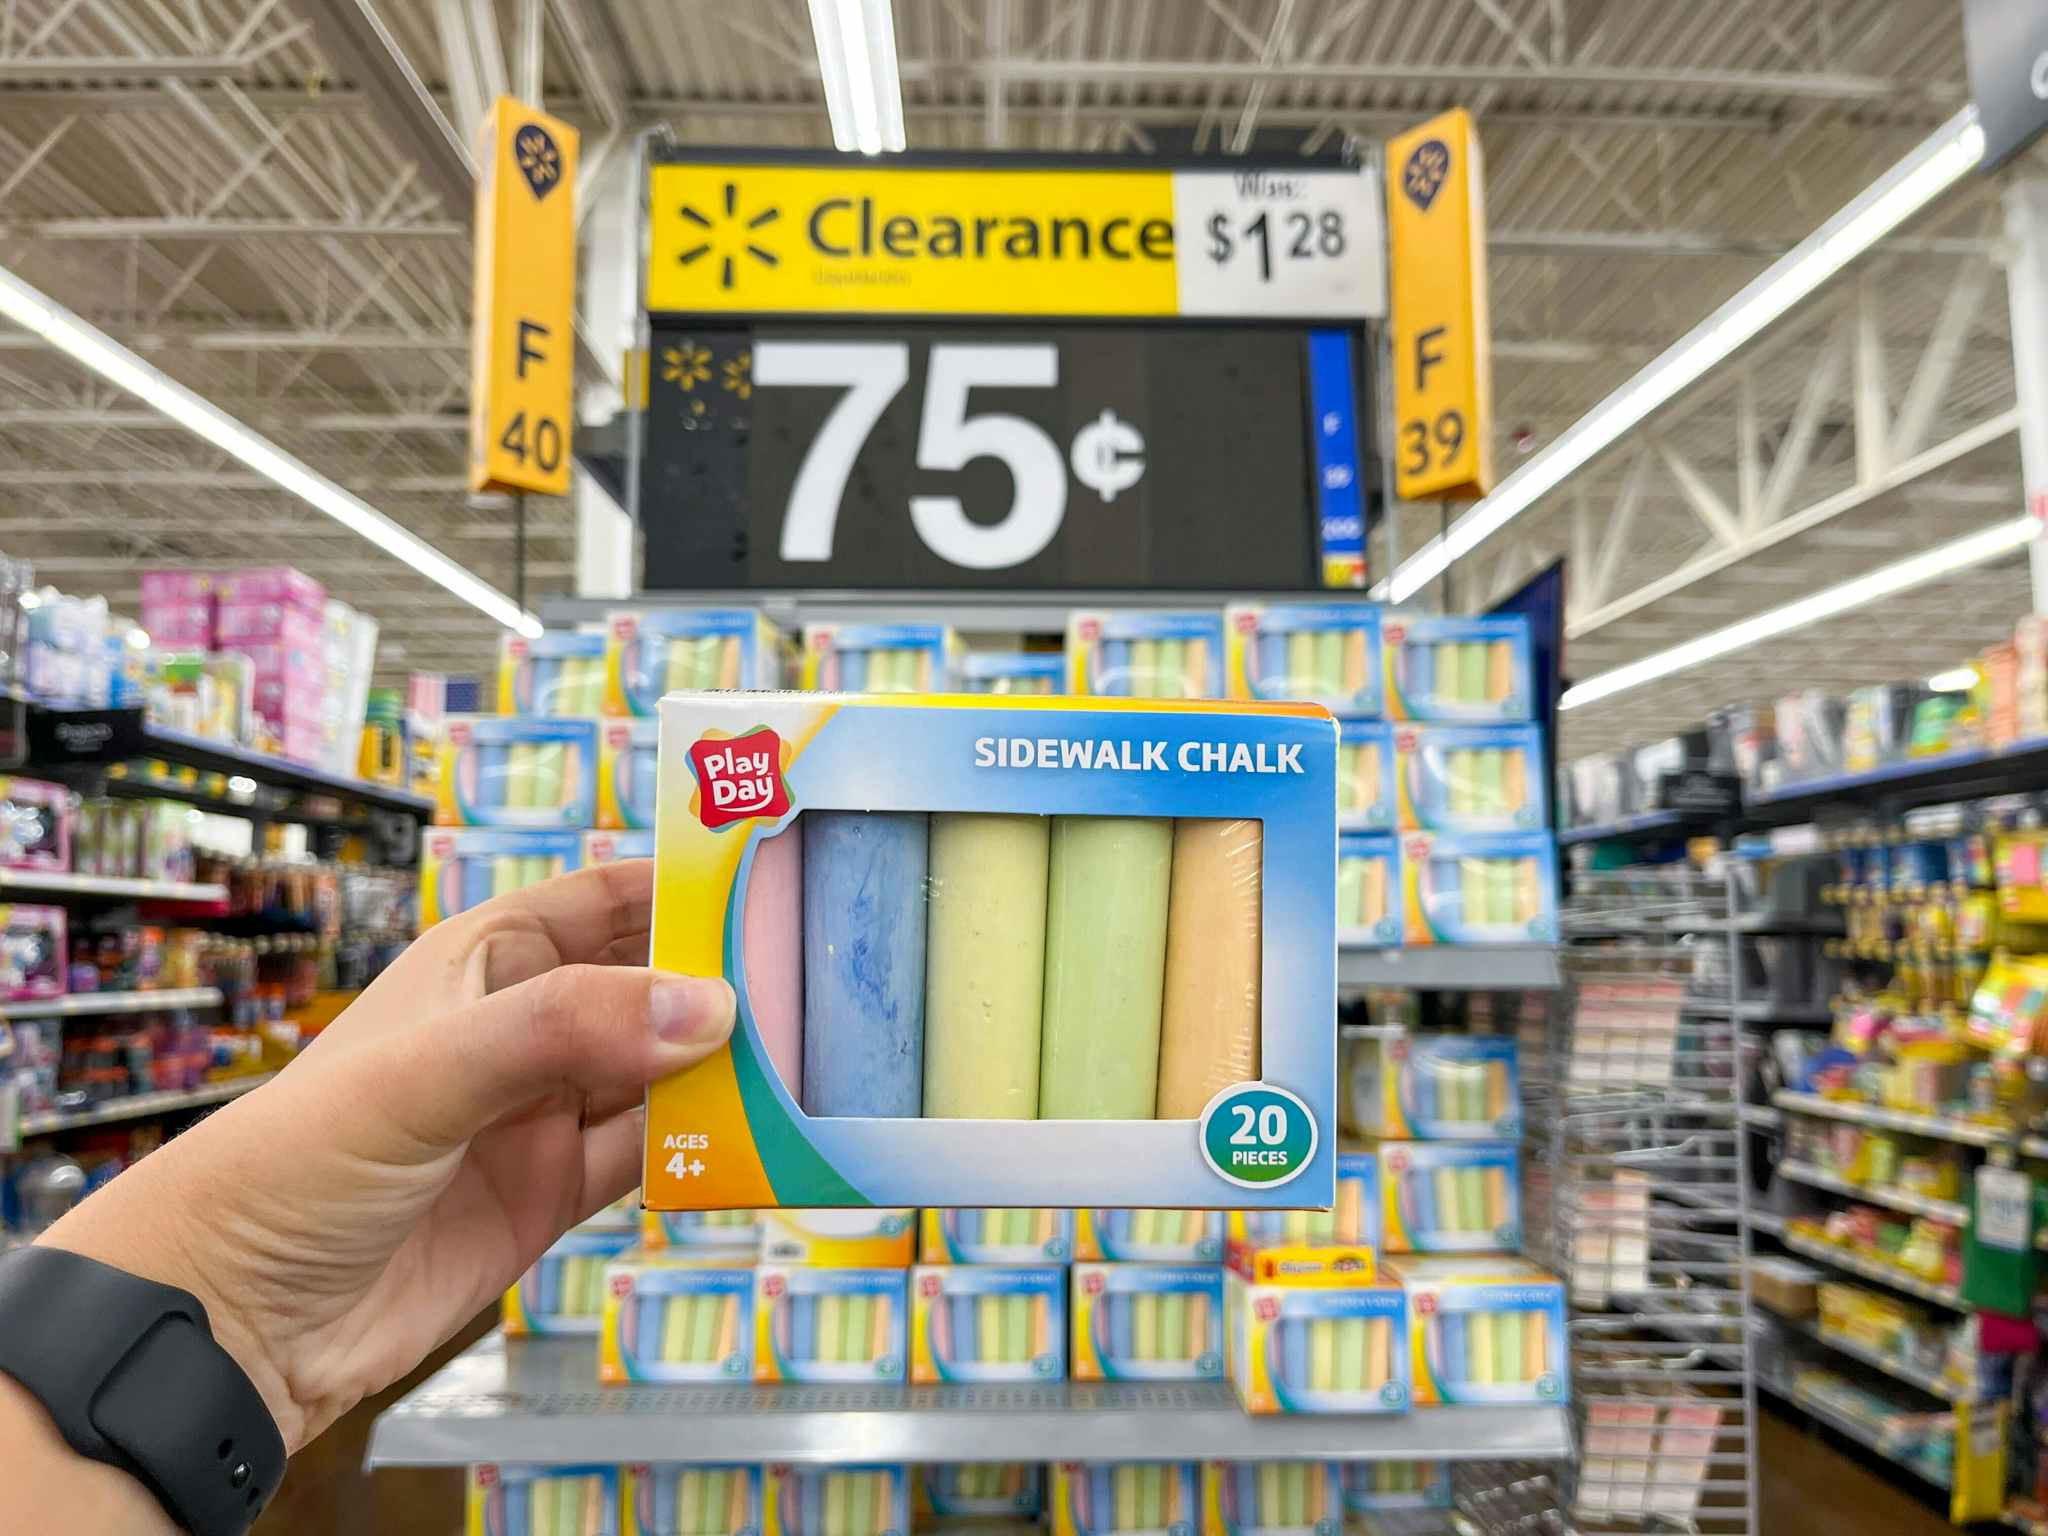 Clearance
Was:
$1 28
75¢
F
40
F
39
Play
Day
SIDEWALK CHALK
AGES
4+
20
PIECES